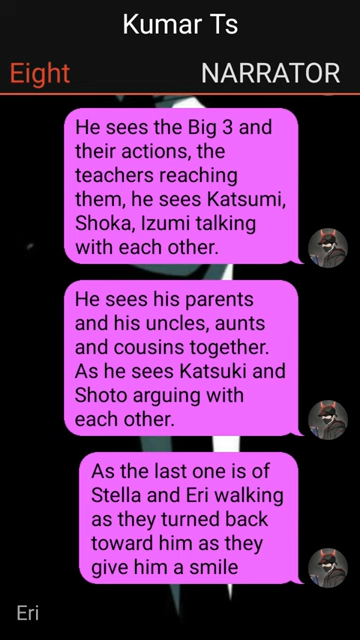 Kumar Ts
Eight
NARRATOR
He sees the Big 3 and
their actions, the
teachers reaching
them, he sees Katsumi,
Shoka, Izumi talking
with each other.
He sees his parents
and his uncles, aunts
and cousins together.
As he sees Katsuki and
Shoto arguing with
each other.
As the last one is of
Stella and Eri walking
as they turned back
toward him as they
give him a smile
Eri